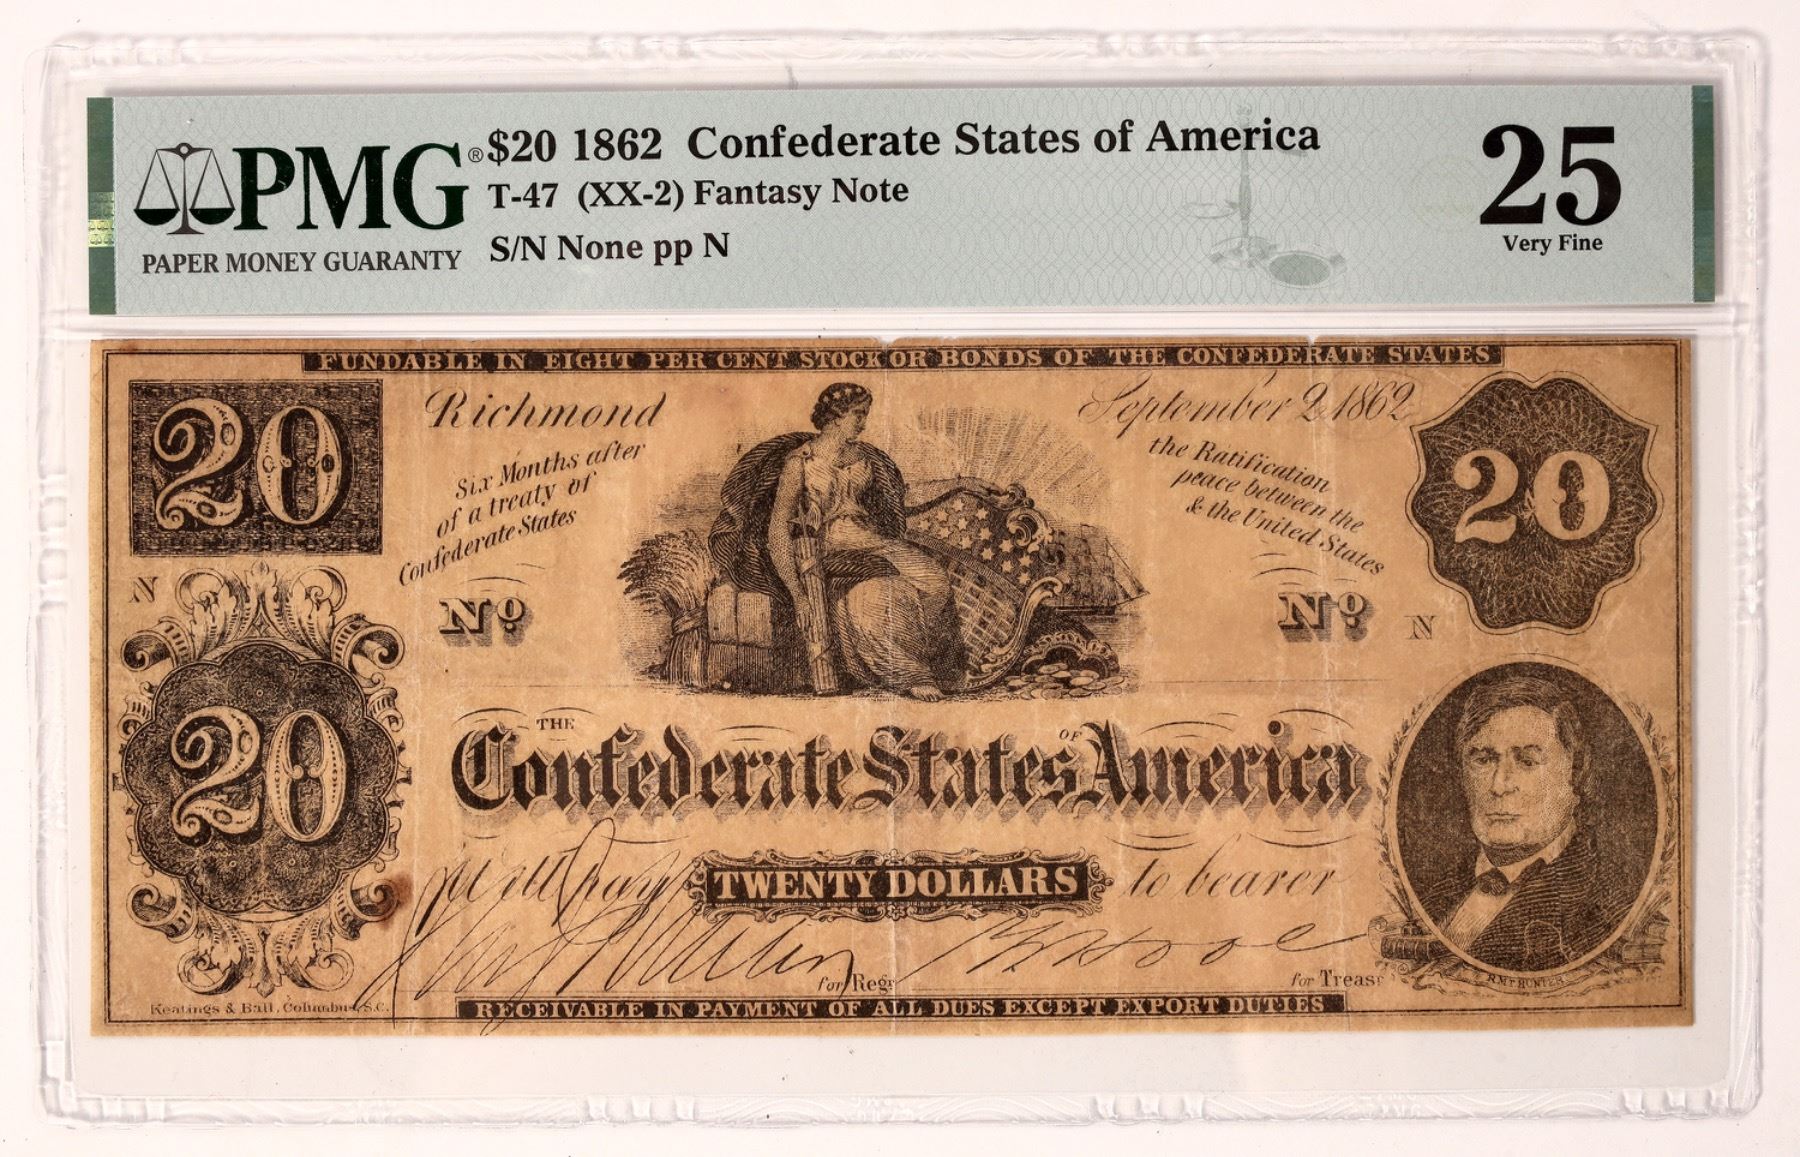 PMG®
PAPER MONEY GUARANTY
$20 1862 Confederate States of America
T-47 (XX-2) Fantasy Note
S/N None pp N
25
Very Fine
FUNDABLE IN EIGHT PER CENT STOCK OR BONDS OF THE CONFEDERATE STATES
20
Richmond
September 2, 1862
20
Six Months after
of a treaty of
Confederate States
the Ratification
peace between the
& the United States
N
No
No
N
20
THE
Confederate States OF America
Will pay TWENTY DOLLARS to bearer
for Regr
for Treasr
R.M.T. HUNTER
Keatings & Ball, Columbus, S.C.
RECEIVABLE IN PAYMENT OF ALL DUES EXCEPT EXPORT DUTIES